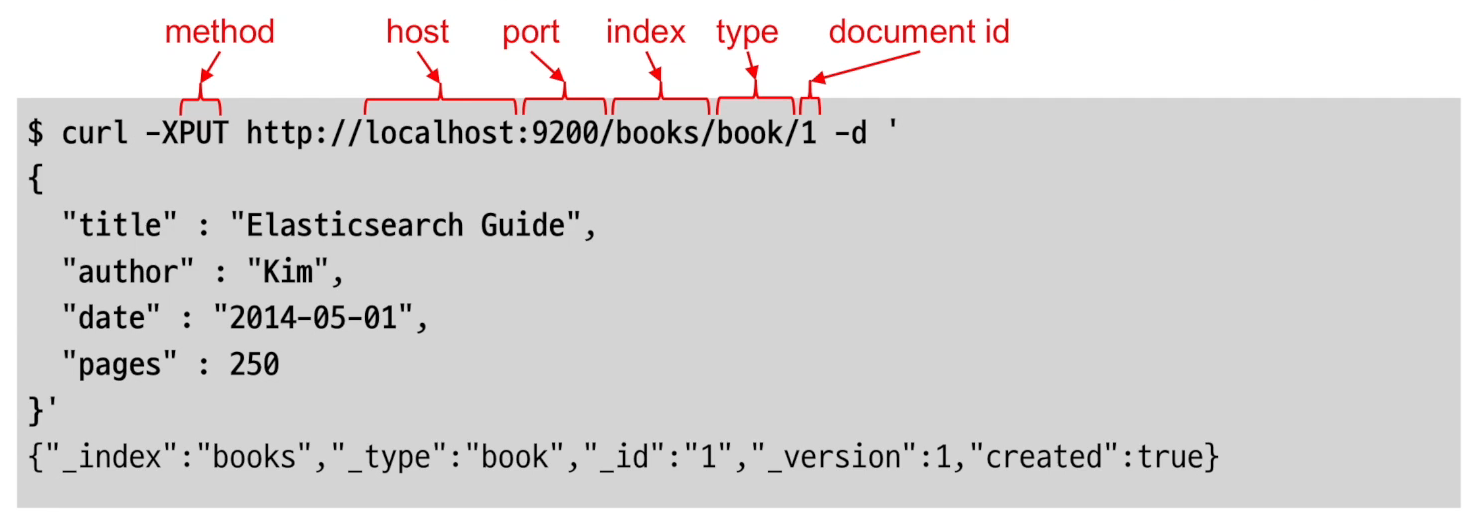 method host port index type document id
$ curl -XPUT http://localhost:9200/books/book/1 -d '
{
"title" : "Elasticsearch Guide",
"author" : "Kim",
"date" : "2014-05-01",
"pages" : 250
}'
{"_index":"books","_type":"book","_id":"1","_version":1,"created":true}